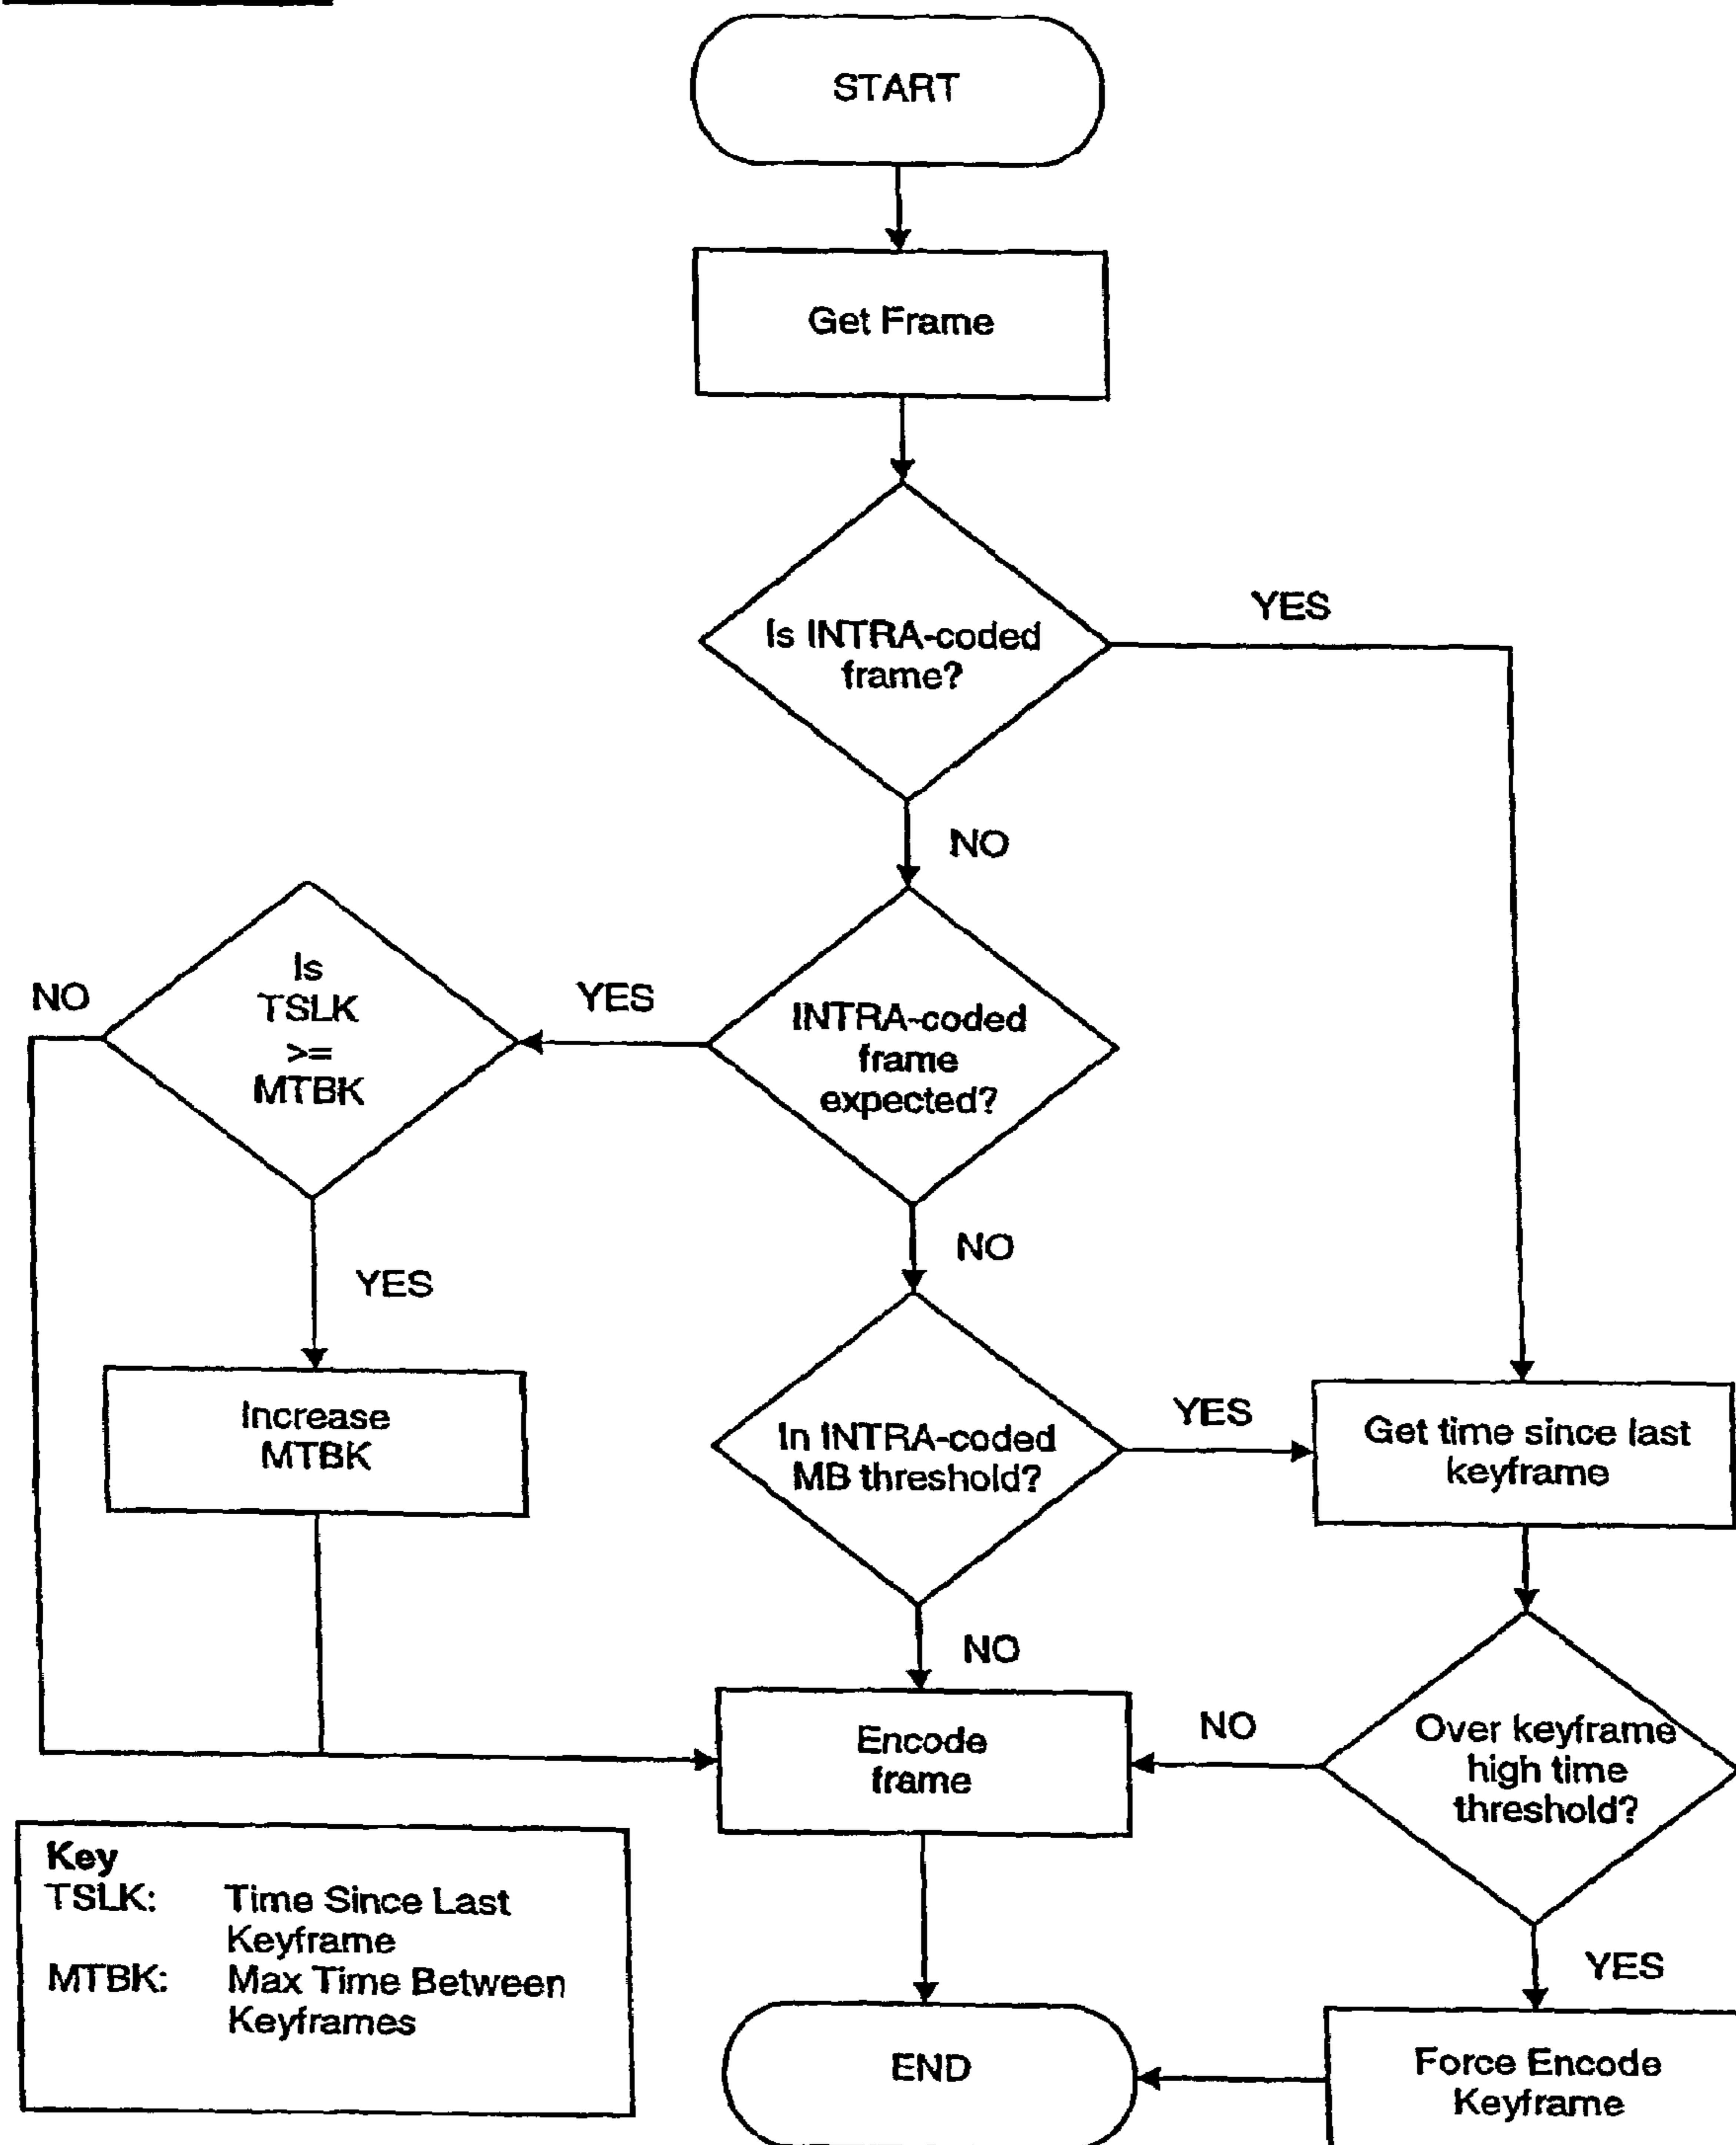 START
Get Frame
Is INTRA-coded
frame?
YES
NO
Is
TSLK
>=
MTBK
NO
YES
INTRA-coded
frame
expected?
YES
NO
Increase
MTBK
In INTRA-coded
MB threshold?
YES
Get time since last
keyframe
NO
Encode
frame
NO
Over keyframe
high time
threshold?
YES
Key
TSLK: Time Since Last
Keyframe
MTBK: Max Time Between
Keyframes
END
Force Encode
Keyframe